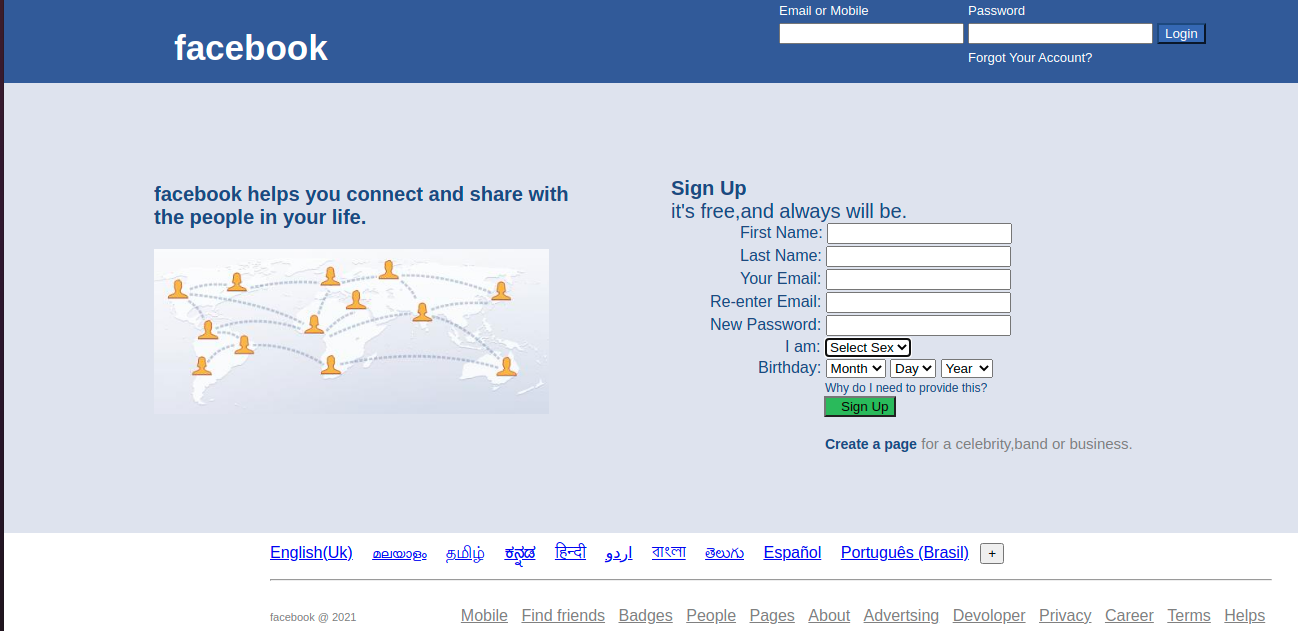 Email or Mobile Password
facebook
Login
Forgot Your Account?
facebook helps you connect and share with
the people in your life.
Sign Up
it's free,and always will be.
First Name:
Last Name:
Your Email:
Re-enter Email:
New Password:
I am: Select Sex
Birthday: Month Day Year
Why do I need to provide this?
Sign Up
Create a page for a celebrity,band or business.
English(Uk) മലയാളം தமிழ் ಕನ್ನಡ हिन्दी اردو বাংলা తెలుగు Español Português (Brasil) +
facebook @ 2021 Mobile Find friends Badges People Pages About Advertsing Devoloper Privacy Career Terms Helps